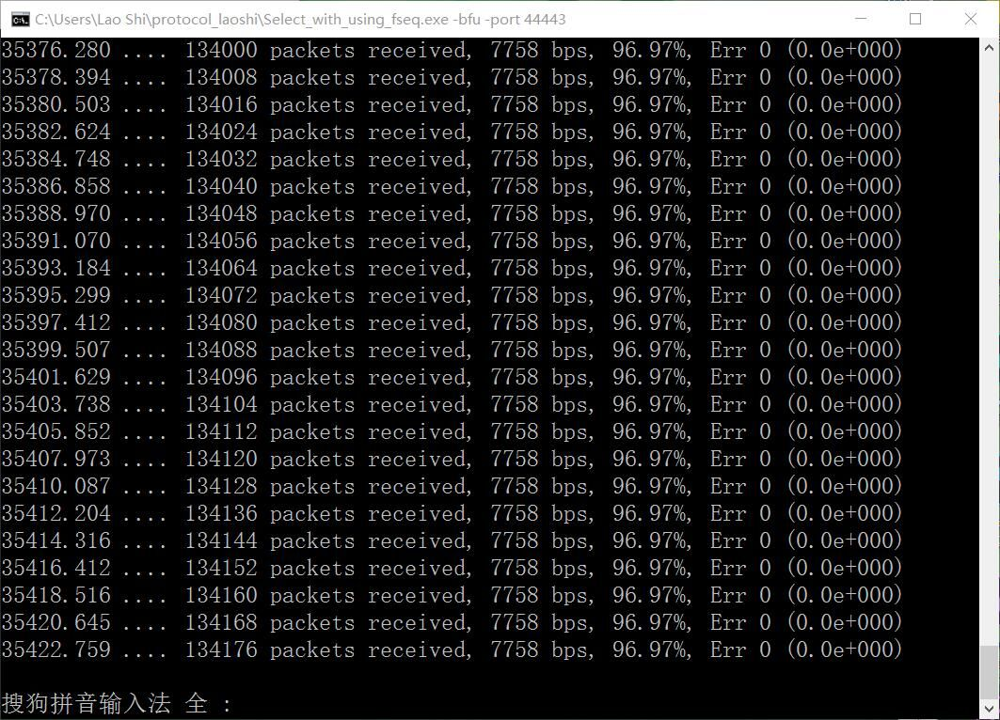 C:\Users\Lao Shi\protocol_laoshi\Select_with_using_fseq.exe -bfu -port 44443
35376.280 .... 134000 packets received, 7758 bps, 96.97%, Err 0 (0.0e+000)
35378.394 .... 134008 packets received, 7758 bps, 96.97%, Err 0 (0.0e+000)
35380.503 .... 134016 packets received, 7758 bps, 96.97%, Err 0 (0.0e+000)
35382.624 .... 134024 packets received, 7758 bps, 96.97%, Err 0 (0.0e+000)
35384.748 .... 134032 packets received, 7758 bps, 96.97%, Err 0 (0.0e+000)
35386.858 .... 134040 packets received, 7758 bps, 96.97%, Err 0 (0.0e+000)
35388.970 .... 134048 packets received, 7758 bps, 96.97%, Err 0 (0.0e+000)
35391.070 .... 134056 packets received, 7758 bps, 96.97%, Err 0 (0.0e+000)
35393.184 .... 134064 packets received, 7758 bps, 96.97%, Err 0 (0.0e+000)
35395.299 .... 134072 packets received, 7758 bps, 96.97%, Err 0 (0.0e+000)
35397.412 .... 134080 packets received, 7758 bps, 96.97%, Err 0 (0.0e+000)
35399.507 .... 134088 packets received, 7758 bps, 96.97%, Err 0 (0.0e+000)
35401.629 .... 134096 packets received, 7758 bps, 96.97%, Err 0 (0.0e+000)
35403.738 .... 134104 packets received, 7758 bps, 96.97%, Err 0 (0.0e+000)
35405.852 .... 134112 packets received, 7758 bps, 96.97%, Err 0 (0.0e+000)
35407.973 .... 134120 packets received, 7758 bps, 96.97%, Err 0 (0.0e+000)
35410.087 .... 134128 packets received, 7758 bps, 96.97%, Err 0 (0.0e+000)
35412.204 .... 134136 packets received, 7758 bps, 96.97%, Err 0 (0.0e+000)
35414.316 .... 134144 packets received, 7758 bps, 96.97%, Err 0 (0.0e+000)
35416.412 .... 134152 packets received, 7758 bps, 96.97%, Err 0 (0.0e+000)
35418.516 .... 134160 packets received, 7758 bps, 96.97%, Err 0 (0.0e+000)
35420.645 .... 134168 packets received, 7758 bps, 96.97%, Err 0 (0.0e+000)
35422.759 .... 134176 packets received, 7758 bps, 96.97%, Err 0 (0.0e+000)
搜狗拼音输入法 全 :